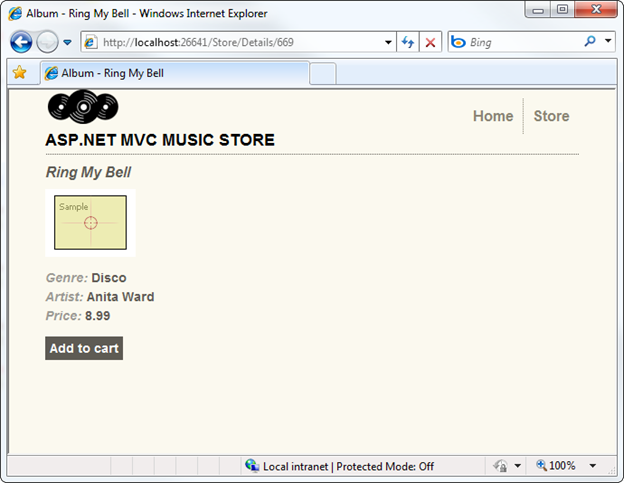 Album - Ring My Bell - Windows Internet Explorer
http://localhost:26641/Store/Details/669
Bing
Album - Ring My Bell
Home
Store
ASP.NET MVC MUSIC STORE
Ring My Bell
Sample
Genre: Disco
Artist: Anita Ward
Price: 8.99
Add to cart
Local intranet | Protected Mode: Off
100%